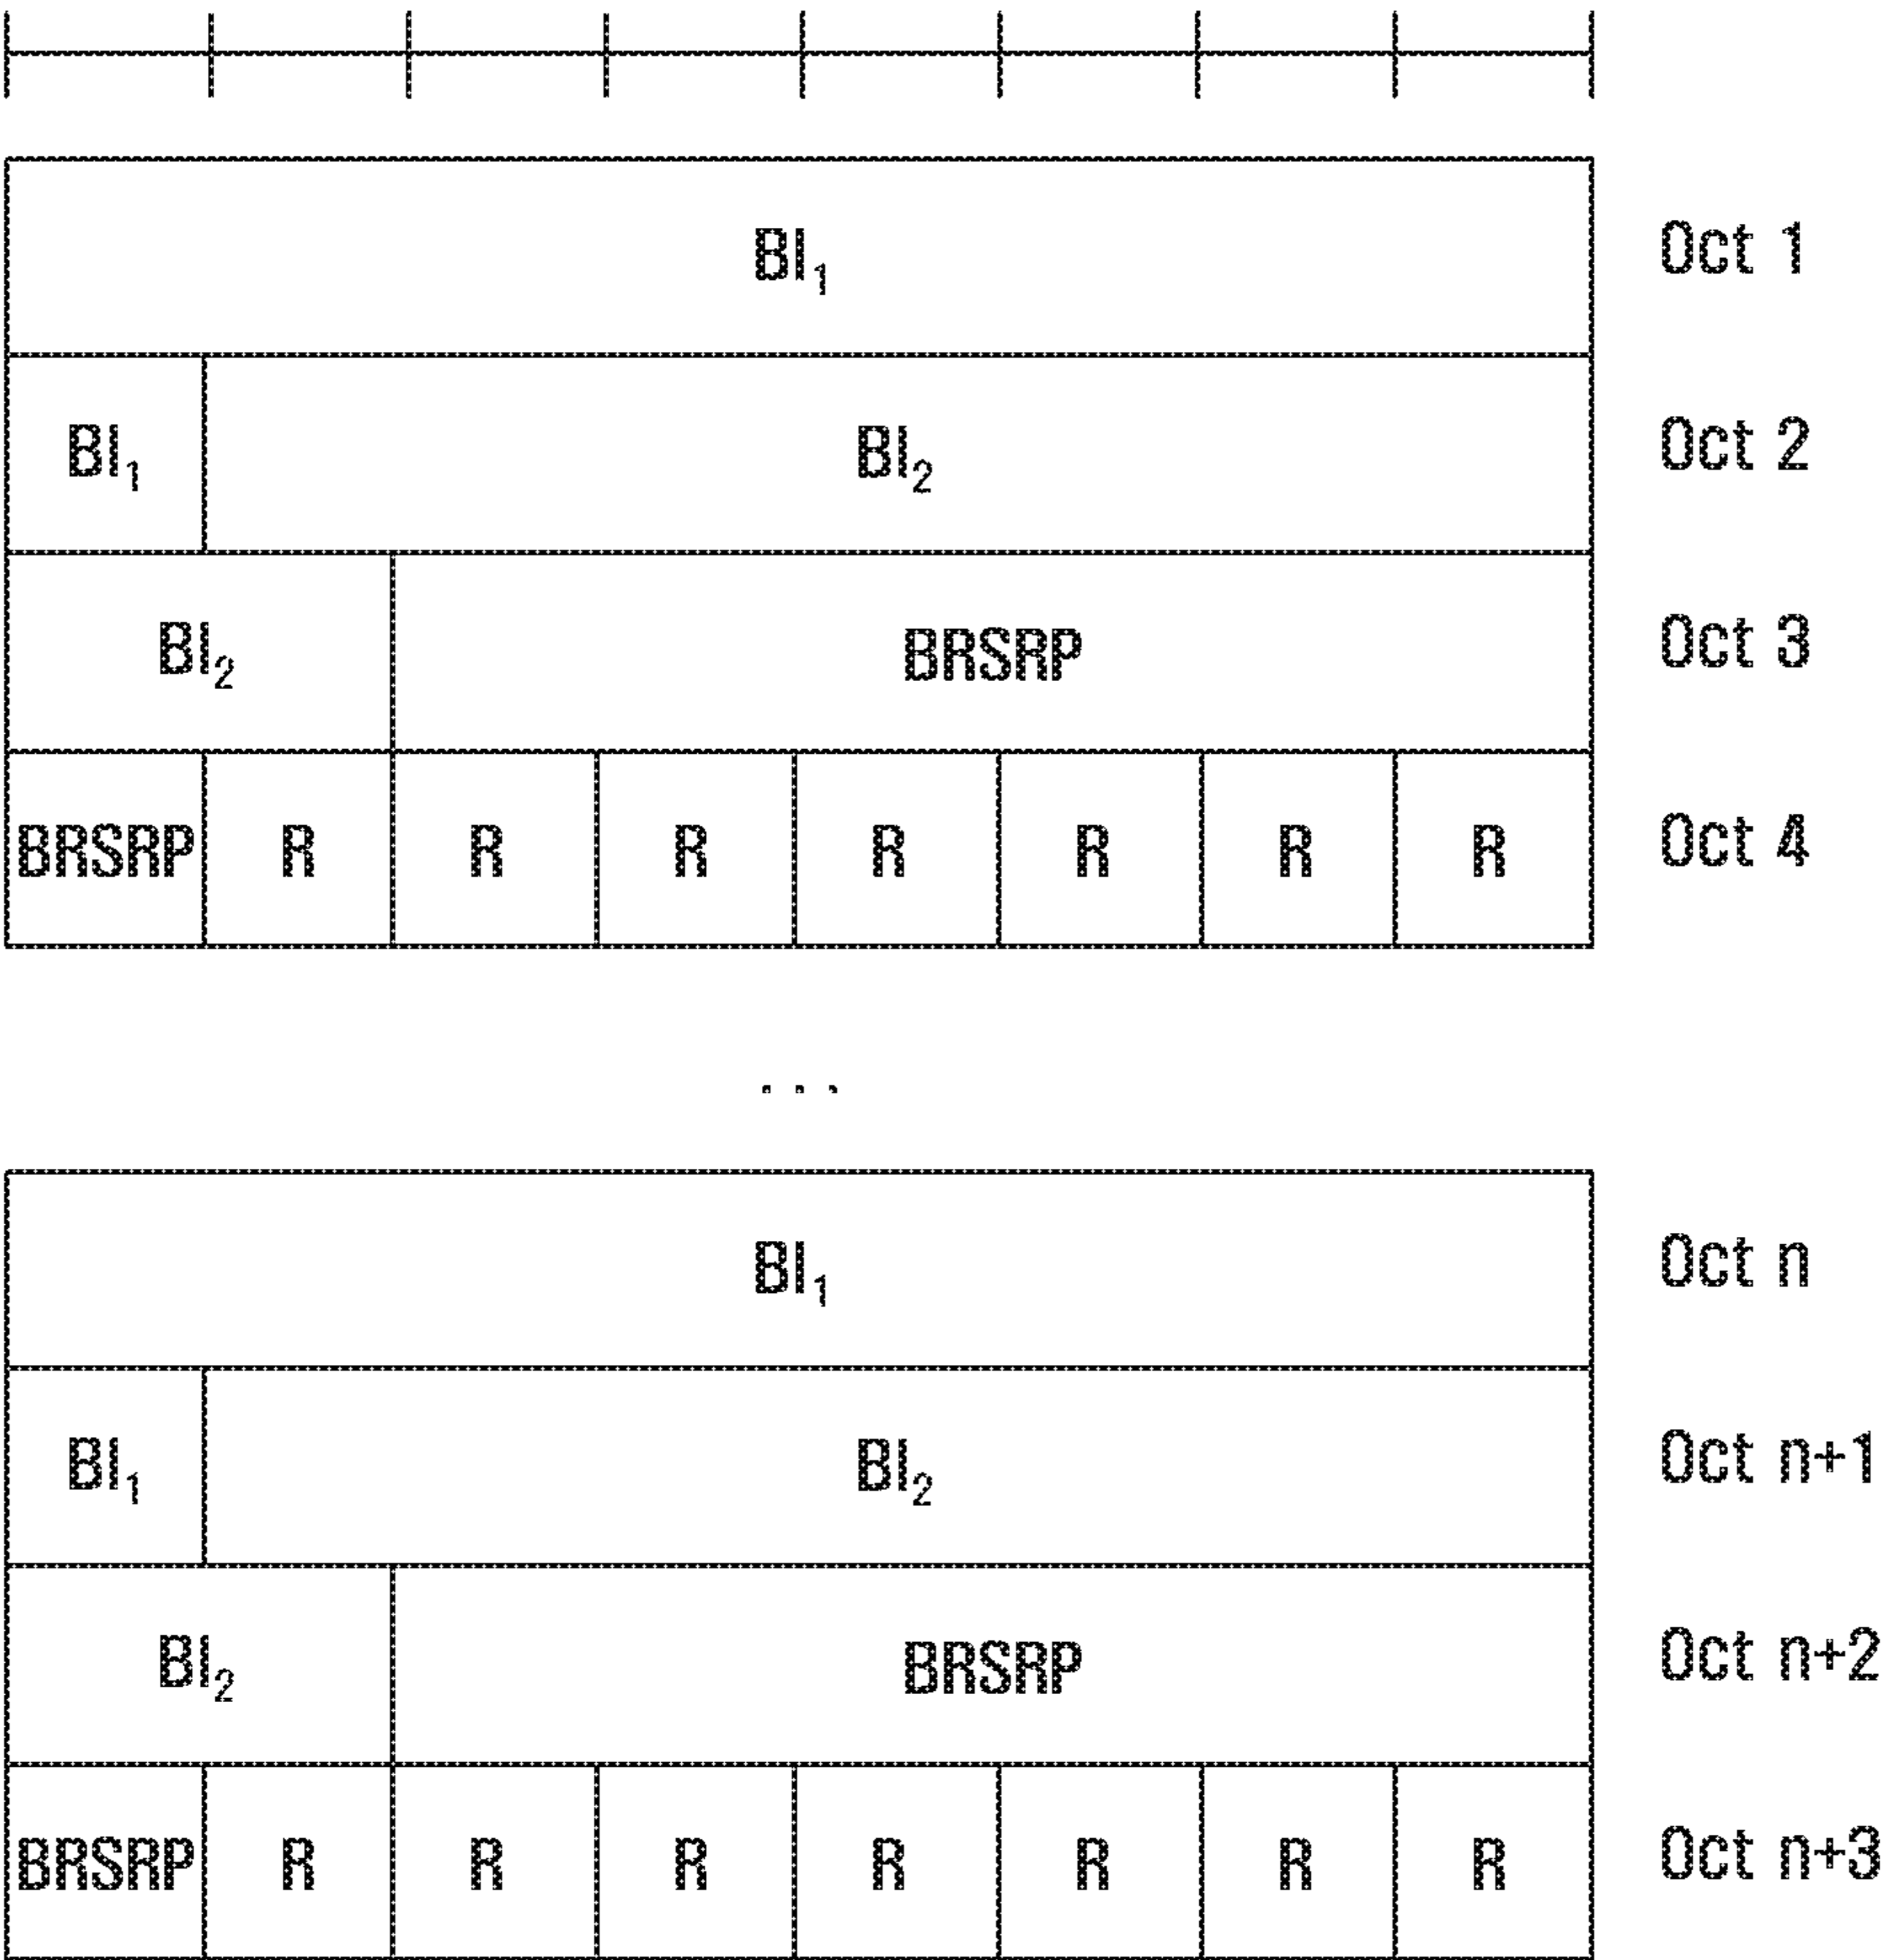 BI₁ Oct 1
BI₁ BI₂ Oct 2
BI₂ BRSRP Oct 3
BRSRP R R R R R R R Oct 4
...
BI₁ Oct n
BI₁ BI₂ Oct n+1
BI₂ BRSRP Oct n+2
BRSRP R R R R R R R Oct n+3